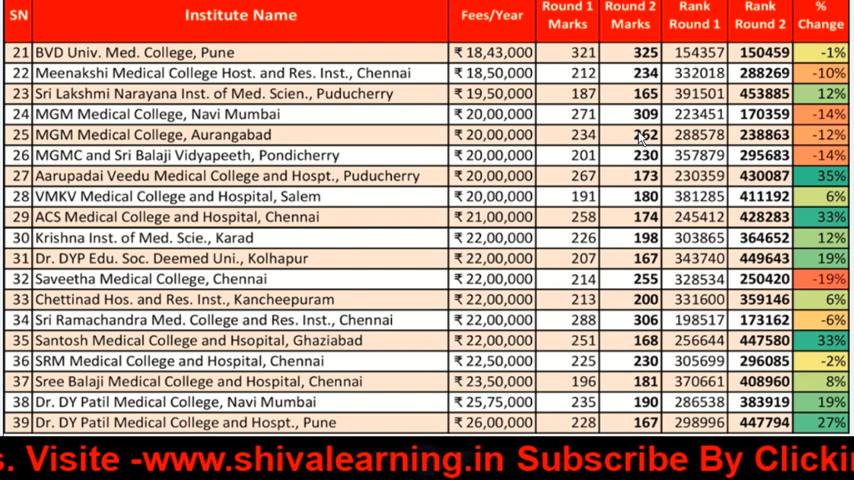 SN Institute Name Fees/Year Round 1 Marks Round 2 Marks Rank Round 1 Rank Round 2 % Change
21 BVD Univ. Med. College, Pune ₹ 18,43,000 321 325 154357 150459 -1%
22 Meenakshi Medical College Host. and Res. Inst., Chennai ₹ 18,50,000 212 234 332018 288269 -10%
23 Sri Lakshmi Narayana Inst. of Med. Scien., Puducherry ₹ 19,50,000 187 165 391501 453885 12%
24 MGM Medical College, Navi Mumbai ₹ 20,00,000 271 309 223451 170359 -14%
25 MGM Medical College, Aurangabad ₹ 20,00,000 234 262 288578 238863 -12%
26 MGMC and Sri Balaji Vidyapeeth, Pondicherry ₹ 20,00,000 201 230 357879 295683 -14%
27 Aarupadai Veedu Medical College and Hospt., Puducherry ₹ 20,00,000 267 173 230359 430087 35%
28 VMKV Medical College and Hospital, Salem ₹ 20,00,000 191 180 381285 411192 6%
29 ACS Medical College and Hospital, Chennai ₹ 21,00,000 258 174 245412 428283 33%
30 Krishna Inst. of Med. Scie., Karad ₹ 22,00,000 226 198 303865 364652 12%
31 Dr. DYP Edu. Soc. Deemed Uni., Kolhapur ₹ 22,00,000 207 167 343740 449643 19%
32 Saveetha Medical College, Chennai ₹ 22,00,000 214 255 328534 250420 -19%
33 Chettinad Hos. and Res. Inst., Kancheepuram ₹ 22,00,000 213 200 331600 359146 6%
34 Sri Ramachandra Med. College and Res. Inst., Chennai ₹ 22,00,000 288 306 198517 173162 -6%
35 Santosh Medical College and Hsopital, Ghaziabad ₹ 22,00,000 251 168 256644 447580 33%
36 SRM Medical College and Hospital, Chennai ₹ 22,50,000 225 230 305699 296085 -2%
37 Sree Balaji Medical College and Hospital, Chennai ₹ 23,50,000 196 181 370661 408960 8%
38 Dr. DY Patil Medical College, Navi Mumbai ₹ 25,75,000 235 190 286538 383919 19%
39 Dr. DY Patil Medical College and Hospt., Pune ₹ 26,00,000 228 167 298996 447794 27%
s. Visite -www.shivalearning.in Subscribe By Clickin